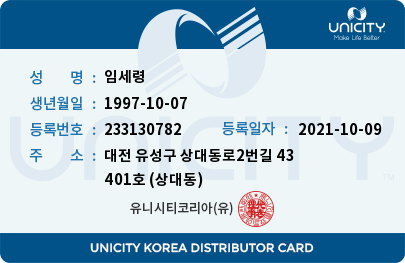 UNICITY
Make Life Better
성 명 : 임세령
생년월일 : 1997-10-07
등록번호 : 233130782 등록일자 : 2021-10-09
주 소 : 대전 유성구 상대동로2번길 43
401호 (상대동)
UNICITY
TM
유니시티코리아(유)
UNICITY KOREA DISTRIBUTOR CARD